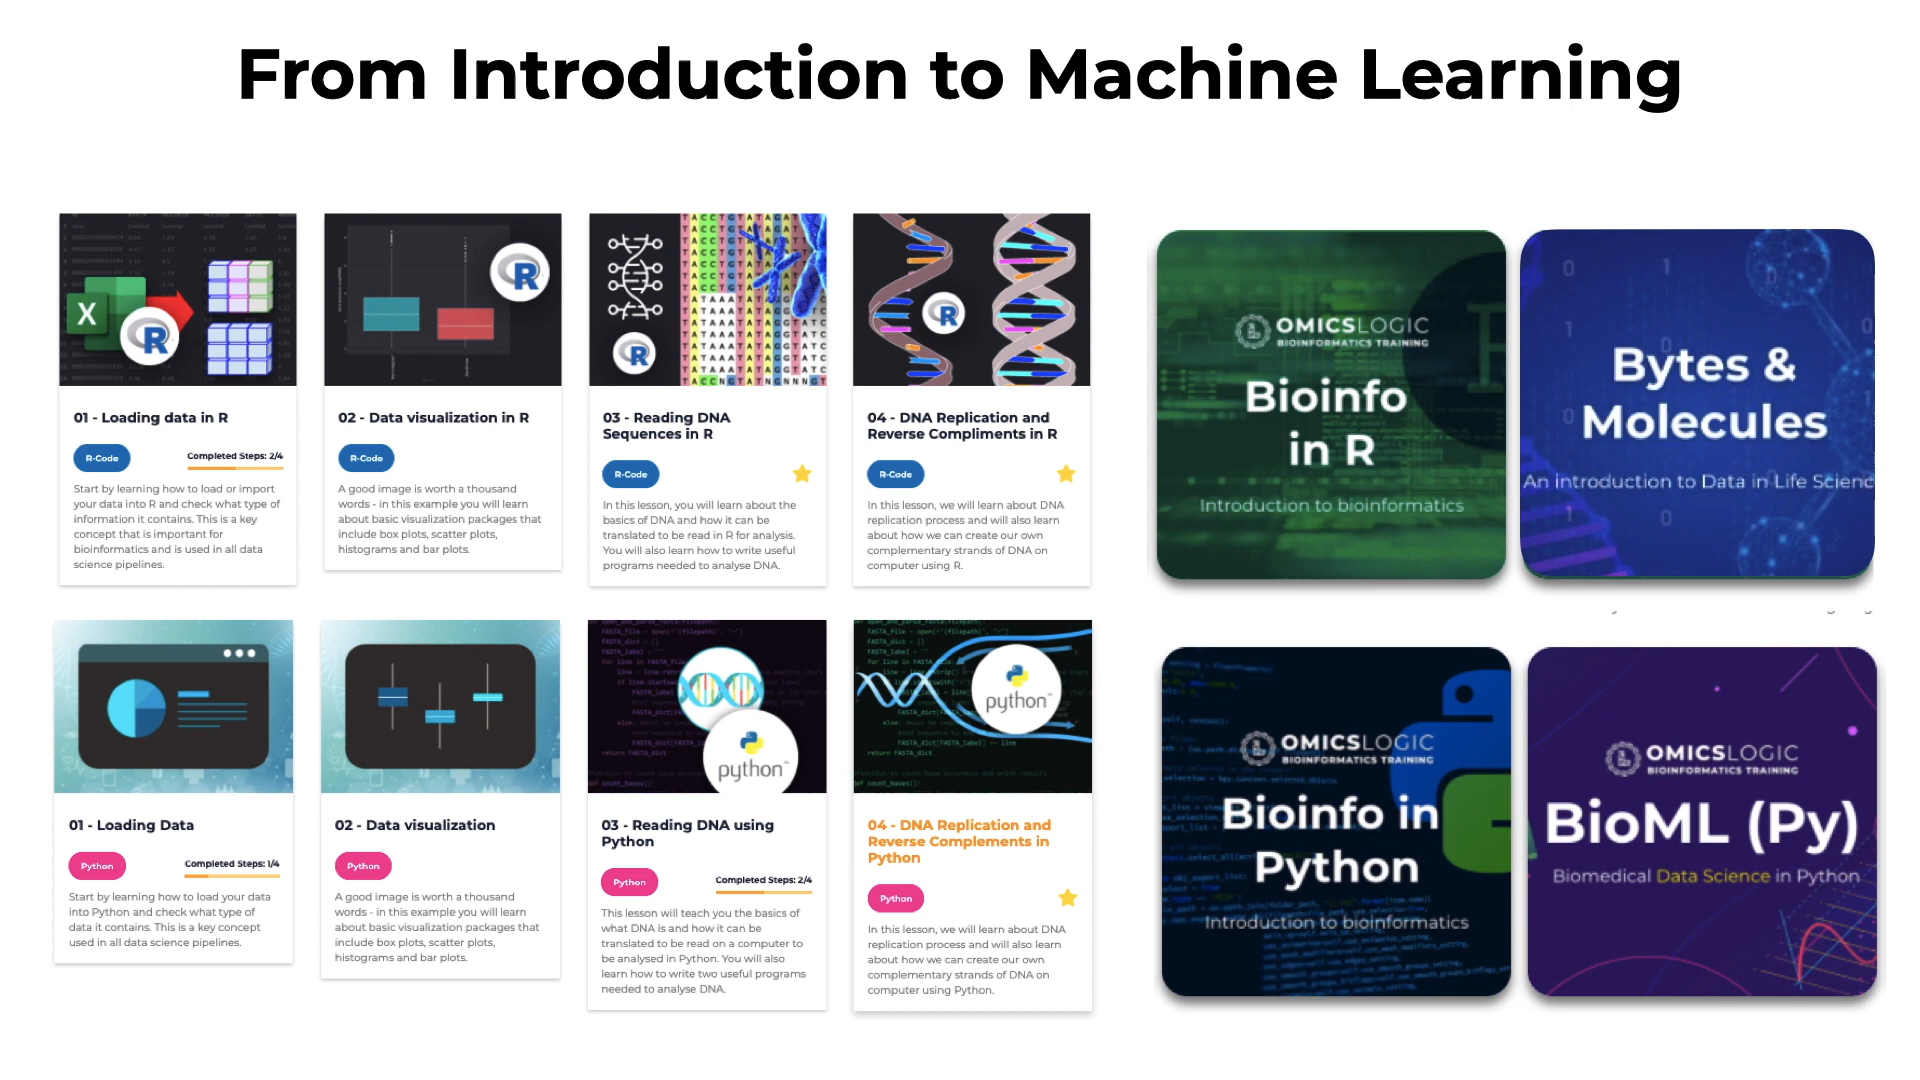 From Introduction to Machine Learning
X
R
01 - Loading data in R
R-Code
Completed Steps: 2/4
Start by learning how to load or import
your data into R and check what type of
information it contains. This is a key
concept that is important for
bioinformatics and is used in all data
science pipelines.
R
02 - Data visualization in R
R-Code
A good image is worth a thousand
words - in this example you will learn
about basic visualization packages that
include box plots, scatter plots,
histograms and bar plots.
R
03 - Reading DNA
Sequences in R
R-Code
In this lesson, you will learn about the
basics of DNA and how it can be
translated to be read in R for analysis.
You will also learn how to write useful
programs needed to analyse DNA.
R
04 - DNA Replication and
Reverse Compliments in R
R-Code
In this lesson, we will learn about DNA
replication process and will also learn
about how we can create our own
complementary strands of DNA on
computer using R.
OMICSLOGIC
BIOINFORMATICS TRAINING
Bioinfo
in R
Introduction to bioinformatics
Bytes &
Molecules
An introduction to Data in Life Scienc
01 - Loading Data
Python
Completed Steps: 1/4
Start by learning how to load your data
into Python and check what type of
data it contains. This is a key concept
used in all data science pipelines.
02 - Data visualization
Python
A good image is worth a thousand
words - in this example you will learn
about basic visualization packages that
include box plots, scatter plots,
histograms and bar plots.
python™
03 - Reading DNA using
Python
Python
Completed Steps: 2/4
This lesson will teach you the basics of
what DNA is and how it can be
translated to be read on a computer to
be analysed in Python. You will also
learn how to write two useful programs
needed to analyse DNA.
python™
04 - DNA Replication and
Reverse Complements in
Python
Python
In this lesson, we will learn about DNA
replication process and will also learn
about how we can create our own
complementary strands of DNA on
computer using Python.
OMICSLOGIC
BIOINFORMATICS TRAINING
Bioinfo in
Python
Introduction to bioinformatics
OMICSLOGIC
BIOINFORMATICS TRAINING
BioML (Py)
Biomedical Data Science in Python